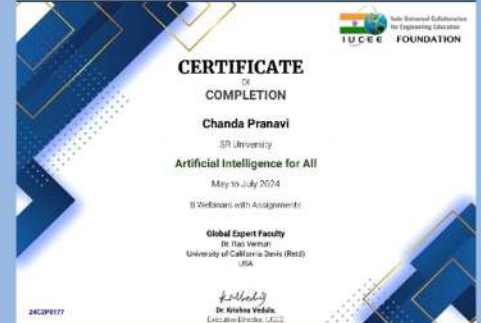 Indo Universal Collaboration
for Engineering Education
IUCEE FOUNDATION
CERTIFICATE
OF
COMPLETION
Chanda Pranavi
SR University
Artificial Intelligence for All
May to July 2024
8 Webinars with Assignments
Global Expert Faculty
Dr. Rao Vemuri
University of California Davis (Retd)
USA
Dr. Krishna Vedula,
Executive Director, IUCEE
24C2P0177